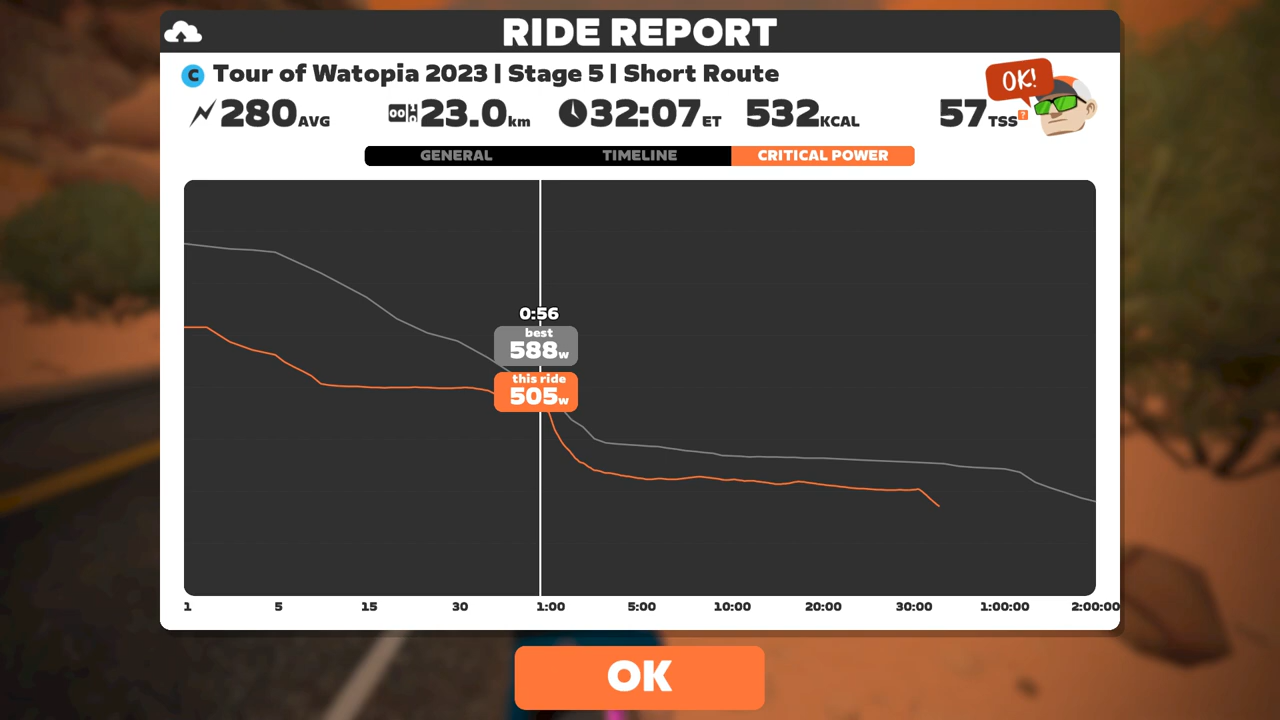 RIDE REPORT
C Tour of Watopia 2023 | Stage 5 | Short Route
280AVG 23.0km 32:07ET 532KCAL 57TSS?
OK!
GENERAL TIMELINE CRITICAL POWER
0:56
best
588w
this ride
505w
1 5 15 30 1:00 5:00 10:00 20:00 30:00 1:00:00 2:00:00
OK